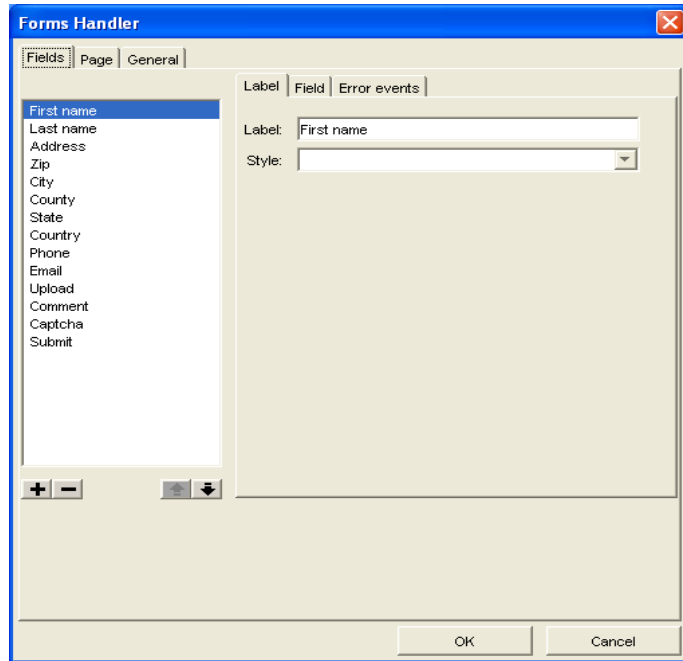 Forms Handler
Fields Page General
Label Field Error events
First name
Last name
Address
Zip
City
County
State
Country
Phone
Email
Upload
Comment
Captcha
Submit
Label: First name
Style:
OK Cancel